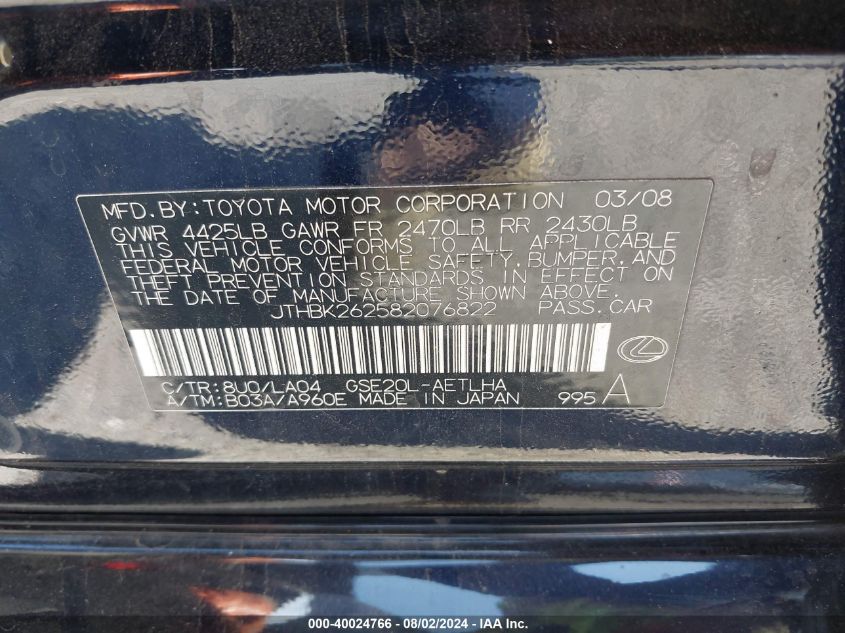 MFD.BY:TOYOTA MOTOR CORPORATION 03/08
GVWR 4425LB GAWR FR 2470LB RR 2430LB
THIS VEHICLE CONFORMS TO ALL APPLICABLE
FEDERAL MOTOR VEHICLE SAFETY,BUMPER,AND
THEFT PREVENTION STANDARDS IN EFFECT ON
THE DATE OF MANUFACTURE SHOWN ABOVE.
JTHBK262582076822 PASS.CAR
C/TR:8U0/LA04 GSE20L-AETLHA
A/TM:B03A/A960E MADE IN JAPAN 995 A
000-40024766 - 08/02/2024 - IAA Inc.